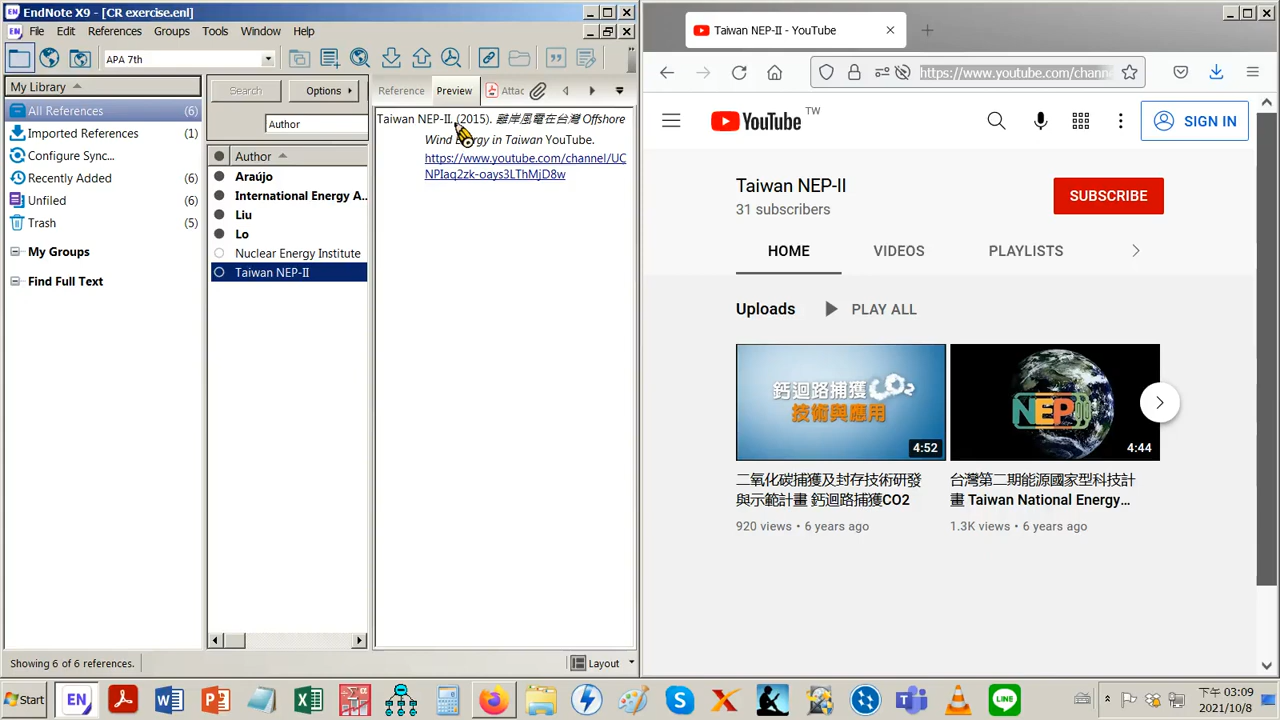 EndNote X9 - [CR exercise.enl]
File Edit References Groups Tools Window Help
APA 7th
My Library
All References (6)
Imported References (1)
Configure Sync...
Recently Added (6)
Unfiled (6)
Trash (5)
My Groups
Find Full Text
Search Options
Author
Author
Araújo
International Energy A..
Liu
Lo
Nuclear Energy Institute
Taiwan NEP-II
Reference Preview Attac
Taiwan NEP-II. (2015). 離岸風電在台灣 Offshore
Wind Energy in Taiwan YouTube.
https://www.youtube.com/channel/UC
NPIaq2zk-oays3LThMjD8w
Showing 6 of 6 references.
Layout
Taiwan NEP-II - YouTube
https://www.youtube.com/chann
YouTube TW
SIGN IN
Taiwan NEP-II
31 subscribers
SUBSCRIBE
HOME VIDEOS PLAYLISTS
Uploads PLAY ALL
鈣迴路捕獲CO2
技術與應用
4:52
NEP II
4:44
二氧化碳捕獲及封存技術研發
與示範計畫 鈣迴路捕獲CO2
920 views • 6 years ago
台灣第二期能源國家型科技計
畫 Taiwan National Energy…
1.3K views • 6 years ago
Start
EN
LINE
下午 03:09
2021/10/8